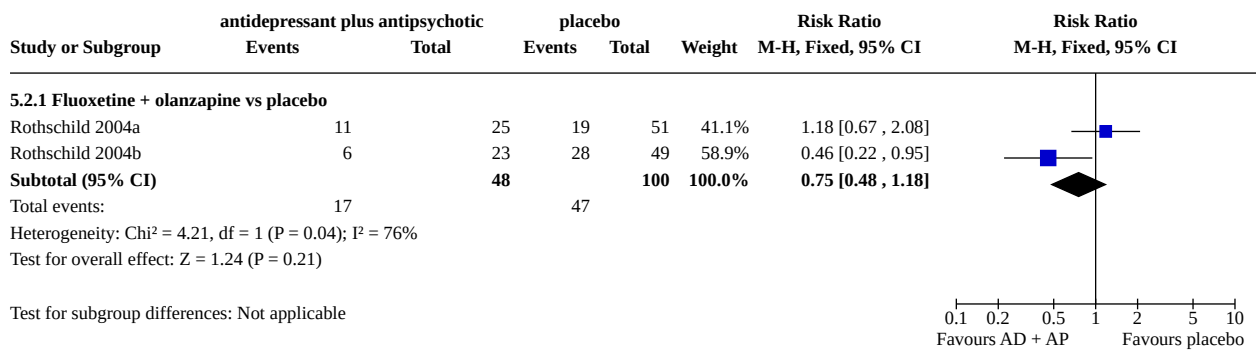 antidepressant plus antipsychotic placebo Risk Ratio Risk Ratio
Study or Subgroup Events Total Events Total Weight M-H, Fixed, 95% CI M-H, Fixed, 95% CI
5.2.1 Fluoxetine + olanzapine vs placebo
Rothschild 2004a 11 25 19 51 41.1% 1.18 [0.67 , 2.08]
Rothschild 2004b 6 23 28 49 58.9% 0.46 [0.22 , 0.95]
Subtotal (95% CI) 48 100 100.0% 0.75 [0.48 , 1.18]
Total events: 17 47
Heterogeneity: Chi² = 4.21, df = 1 (P = 0.04); I² = 76%
Test for overall effect: Z = 1.24 (P = 0.21)
Test for subgroup differences: Not applicable
0.1 0.2 0.5 1 2 5 10
Favours AD + AP Favours placebo